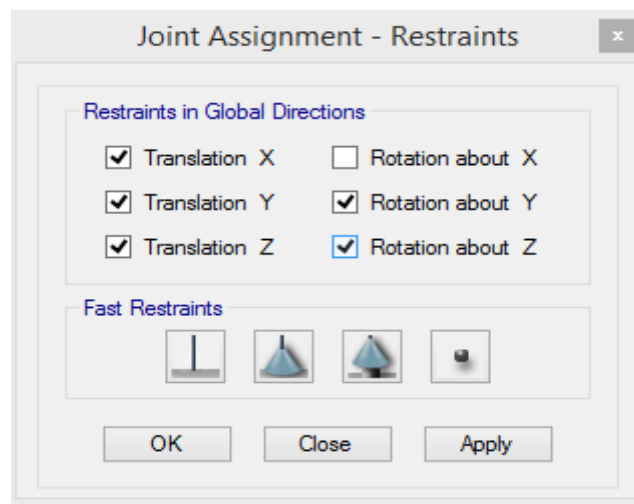 Joint Assignment - Restraints
x
Restraints in Global Directions
Translation X
Rotation about X
Translation Y
Rotation about Y
Translation Z
Rotation about Z
Fast Restraints
OK
Close
Apply